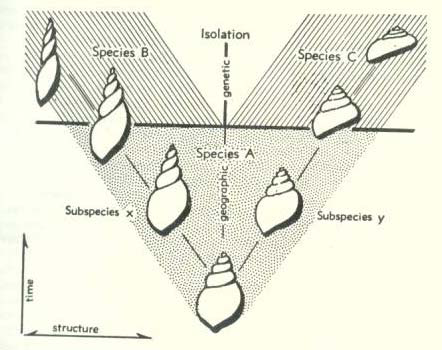 Isolation
Species B
Species C
genetic
Species A
geographic
Subspecies x
Subspecies y
time
structure